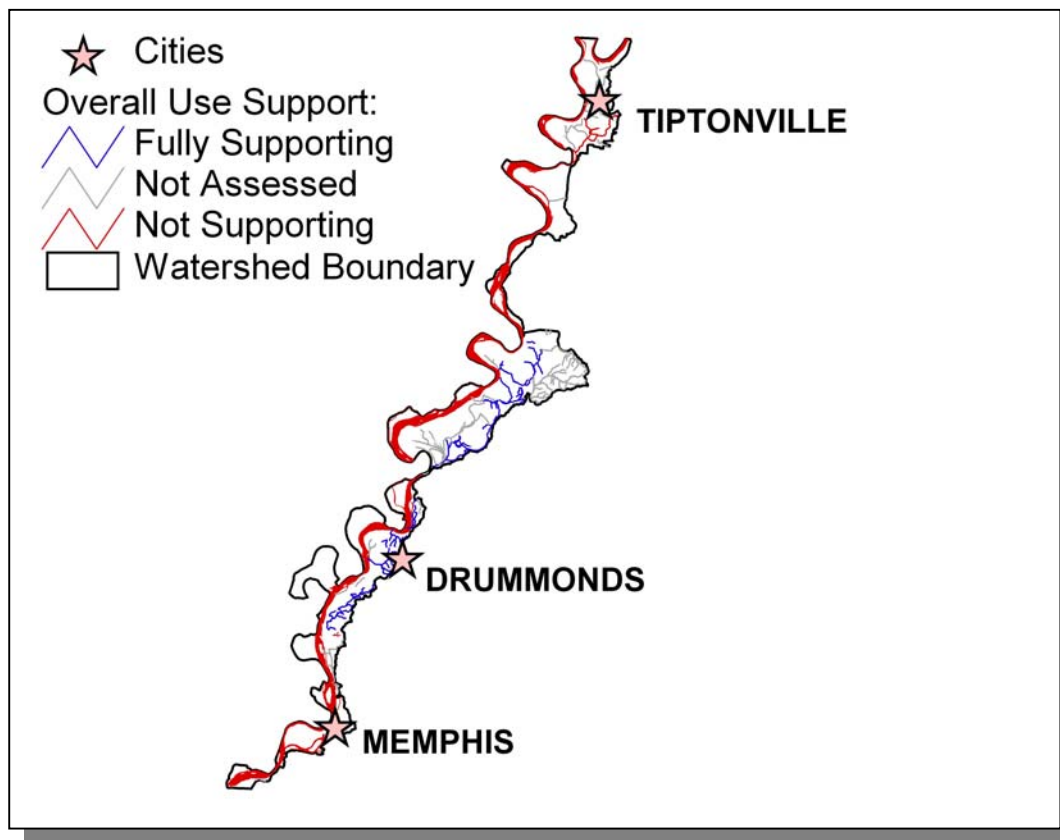 Cities
Overall Use Support:
Fully Supporting
Not Assessed
Not Supporting
Watershed Boundary
TIPTONVILLE
DRUMMONDS
MEMPHIS